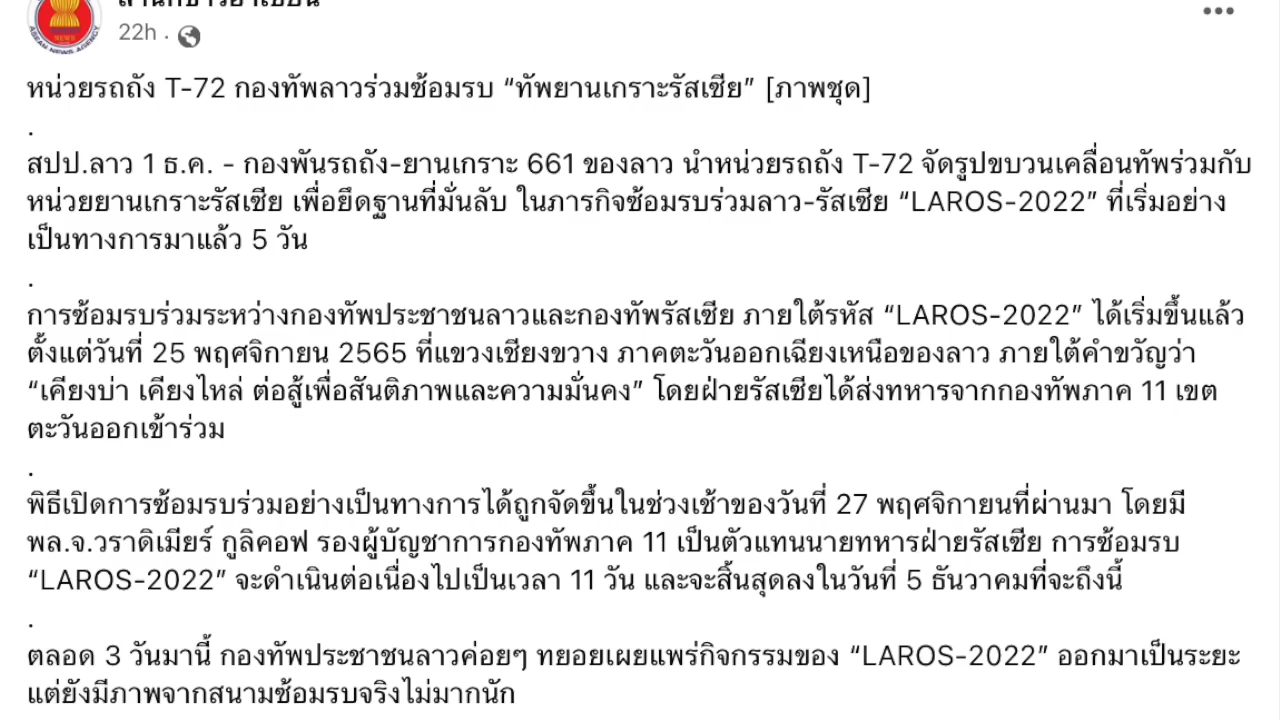 สำนักข่าวอาเซียน
22h ·
หน่วยรถถัง T-72 กองทัพลาวร่วมซ้อมรบ “ทัพยานเกราะรัสเซีย” [ภาพชุด]
.
สปป.ลาว 1 ธ.ค. - กองพันรถถัง-ยานเกราะ 661 ของลาว นำหน่วยรถถัง T-72 จัดรูปขบวนเคลื่อนทัพร่วมกับ
หน่วยยานเกราะรัสเซีย เพื่อยึดฐานที่มั่นลับ ในภารกิจซ้อมรบร่วมลาว-รัสเซีย “LAROS-2022” ที่เริ่มอย่าง
เป็นทางการมาแล้ว 5 วัน
.
การซ้อมรบร่วมระหว่างกองทัพประชาชนลาวและกองทัพรัสเซีย ภายใต้รหัส “LAROS-2022” ได้เริ่มขึ้นแล้ว
ตั้งแต่วันที่ 25 พฤศจิกายน 2565 ที่แขวงเชียงขวาง ภาคตะวันออกเฉียงเหนือของลาว ภายใต้คำขวัญว่า
“เคียงบ่า เคียงไหล่ ต่อสู้เพื่อสันติภาพและความมั่นคง” โดยฝ่ายรัสเซียได้ส่งทหารจากกองทัพภาค 11 เขต
ตะวันออกเข้าร่วม
.
พิธีเปิดการซ้อมรบร่วมอย่างเป็นทางการได้ถูกจัดขึ้นในช่วงเช้าของวันที่ 27 พฤศจิกายนที่ผ่านมา โดยมี
พล.จ.วราดิเมียร์ กูลิคอฟ รองผู้บัญชาการกองทัพภาค 11 เป็นตัวแทนนายทหารฝ่ายรัสเซีย การซ้อมรบ
“LAROS-2022” จะดำเนินต่อเนื่องไปเป็นเวลา 11 วัน และจะสิ้นสุดลงในวันที่ 5 ธันวาคมที่จะถึงนี้
.
ตลอด 3 วันมานี้ กองทัพประชาชนลาวค่อยๆ ทยอยเผยแพร่กิจกรรมของ “LAROS-2022” ออกมาเป็นระยะ
แต่ยังมีภาพจากสนามซ้อมรบจริงไม่มากนัก